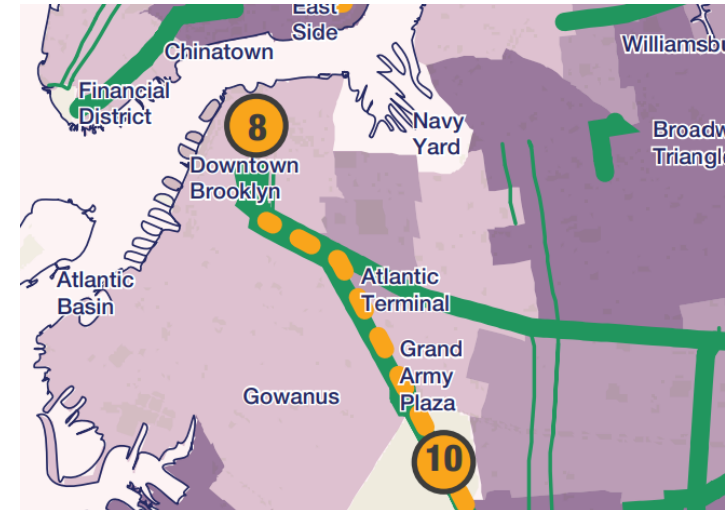 East
Side
Chinatown
Williamsbu
Financial
District
8
Navy
Yard
Broadw
Triangle
Downtown
Brooklyn
Atlantic
Basin
Atlantic
Terminal
Grand
Army
Plaza
Gowanus
10